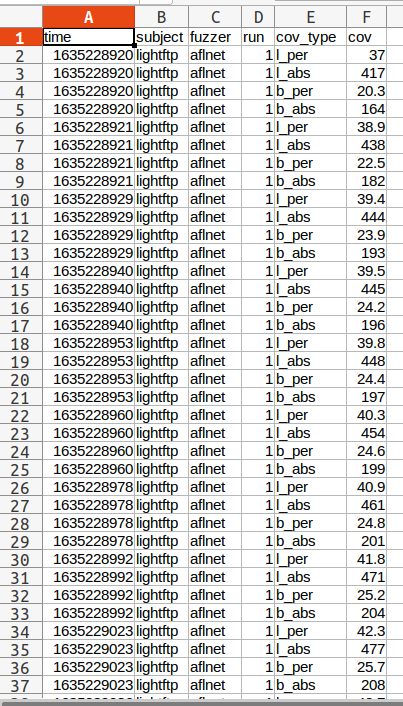 A B C D E F
1 time subject fuzzer run cov_type cov
2 1635228920 lightftp aflnet 1 l_per 37
3 1635228920 lightftp aflnet 1 l_abs 417
4 1635228920 lightftp aflnet 1 b_per 20.3
5 1635228920 lightftp aflnet 1 b_abs 164
6 1635228921 lightftp aflnet 1 l_per 38.9
7 1635228921 lightftp aflnet 1 l_abs 438
8 1635228921 lightftp aflnet 1 b_per 22.5
9 1635228921 lightftp aflnet 1 b_abs 182
10 1635228929 lightftp aflnet 1 l_per 39.4
11 1635228929 lightftp aflnet 1 l_abs 444
12 1635228929 lightftp aflnet 1 b_per 23.9
13 1635228929 lightftp aflnet 1 b_abs 193
14 1635228940 lightftp aflnet 1 l_per 39.5
15 1635228940 lightftp aflnet 1 l_abs 445
16 1635228940 lightftp aflnet 1 b_per 24.2
17 1635228940 lightftp aflnet 1 b_abs 196
18 1635228953 lightftp aflnet 1 l_per 39.8
19 1635228953 lightftp aflnet 1 l_abs 448
20 1635228953 lightftp aflnet 1 b_per 24.4
21 1635228953 lightftp aflnet 1 b_abs 197
22 1635228960 lightftp aflnet 1 l_per 40.3
23 1635228960 lightftp aflnet 1 l_abs 454
24 1635228960 lightftp aflnet 1 b_per 24.6
25 1635228960 lightftp aflnet 1 b_abs 199
26 1635228978 lightftp aflnet 1 l_per 40.9
27 1635228978 lightftp aflnet 1 l_abs 461
28 1635228978 lightftp aflnet 1 b_per 24.8
29 1635228978 lightftp aflnet 1 b_abs 201
30 1635228992 lightftp aflnet 1 l_per 41.8
31 1635228992 lightftp aflnet 1 l_abs 471
32 1635228992 lightftp aflnet 1 b_per 25.2
33 1635228992 lightftp aflnet 1 b_abs 204
34 1635229023 lightftp aflnet 1 l_per 42.3
35 1635229023 lightftp aflnet 1 l_abs 477
36 1635229023 lightftp aflnet 1 b_per 25.7
37 1635229023 lightftp aflnet 1 b_abs 208